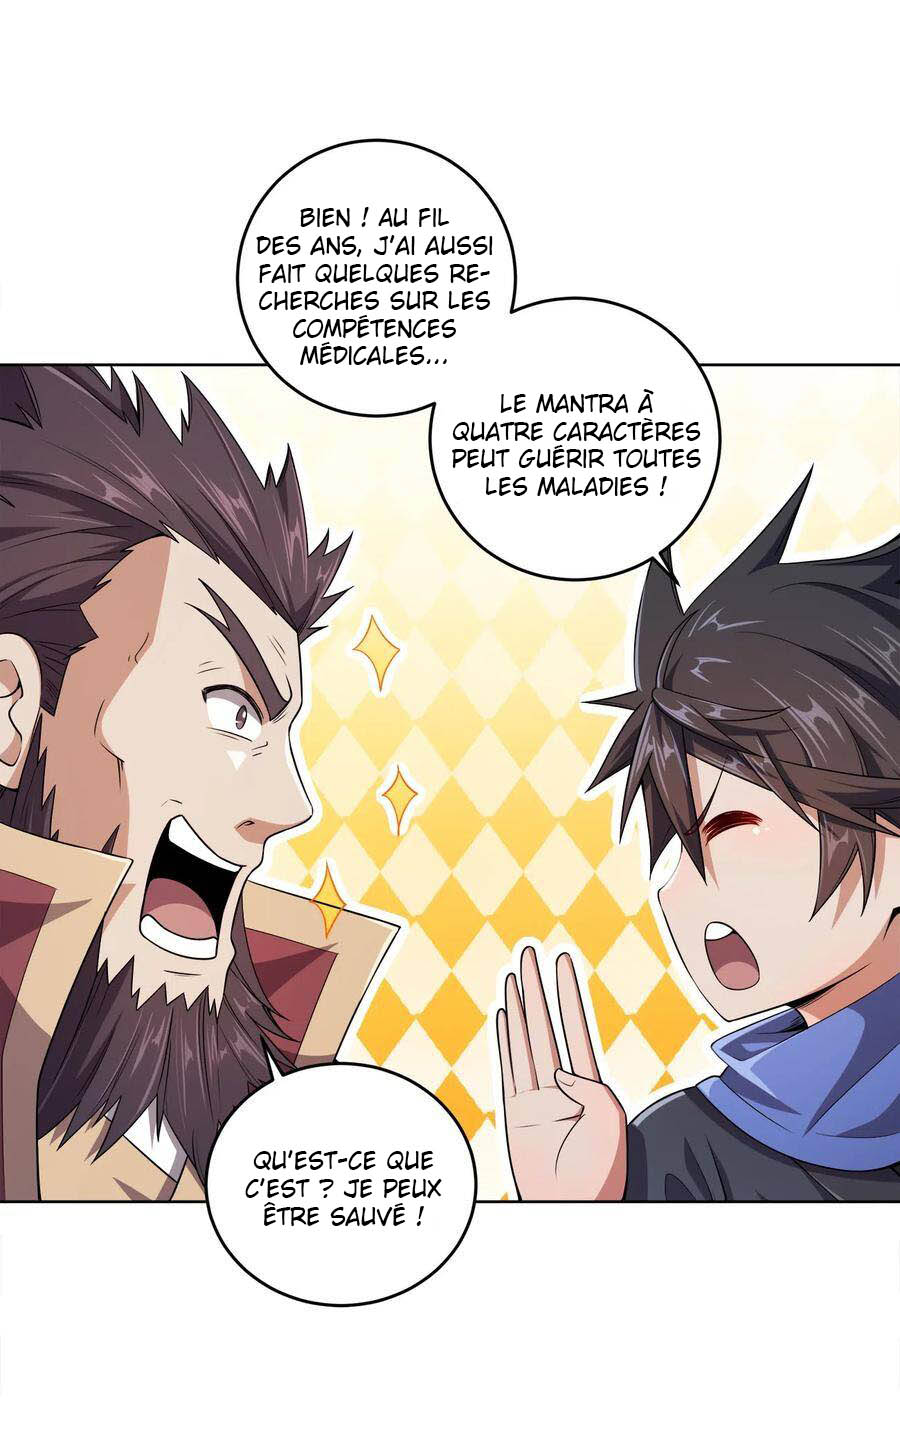 BIEN ! AU FIL
DES ANS, J'AI AUSSI
FAIT QUELQUES RE-
CHERCHES SUR LES
COMPÉTENCES
MÉDICALES...
LE MANTRA À
QUATRE CARACTÈRES
PEUT GUÉRIR TOUTES
LES MALADIES !
QU'EST-CE QUE
C'EST ? JE PEUX
ÊTRE SAUVÉ !